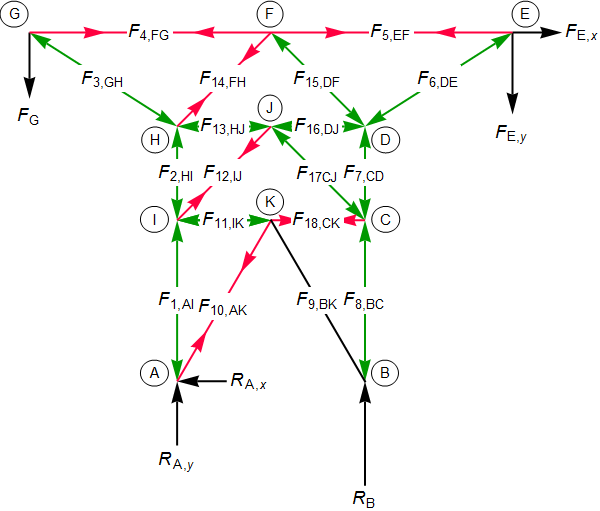 G F E
F4,FG F5,EF FE,x
F3,GH F14,FH F15,DF F6,DE
FG J FE,y
H F13,HJ F16,DJ D
F2,HI F12,IJ F17CJ F7,CD
K
I F11,IK F18,CK C
F1,AI F10,AK F9,BK F8,BC
A RA,x B
RA,y
RB